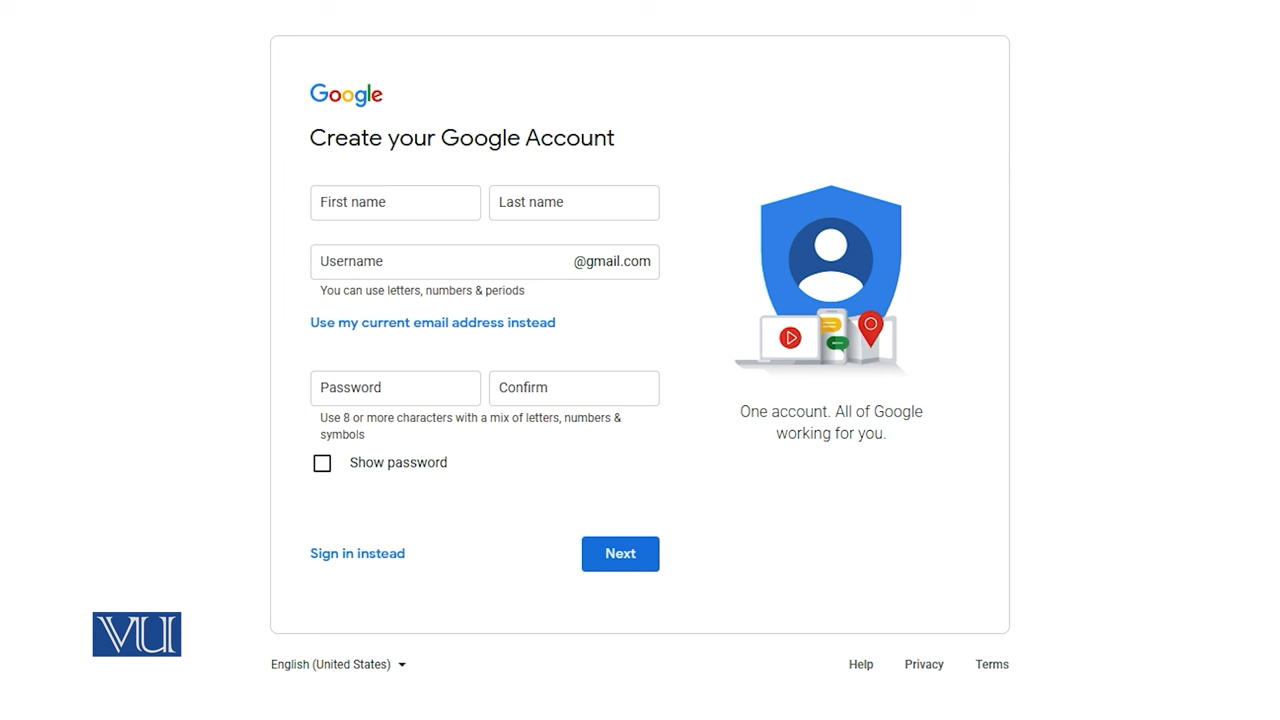 Google
Create your Google Account
First name Last name
Username @gmail.com
You can use letters, numbers & periods
Use my current email address instead
Password Confirm
Use 8 or more characters with a mix of letters, numbers &
symbols
Show password
One account. All of Google
working for you.
Sign in instead Next
VU
English (United States) Help Privacy Terms